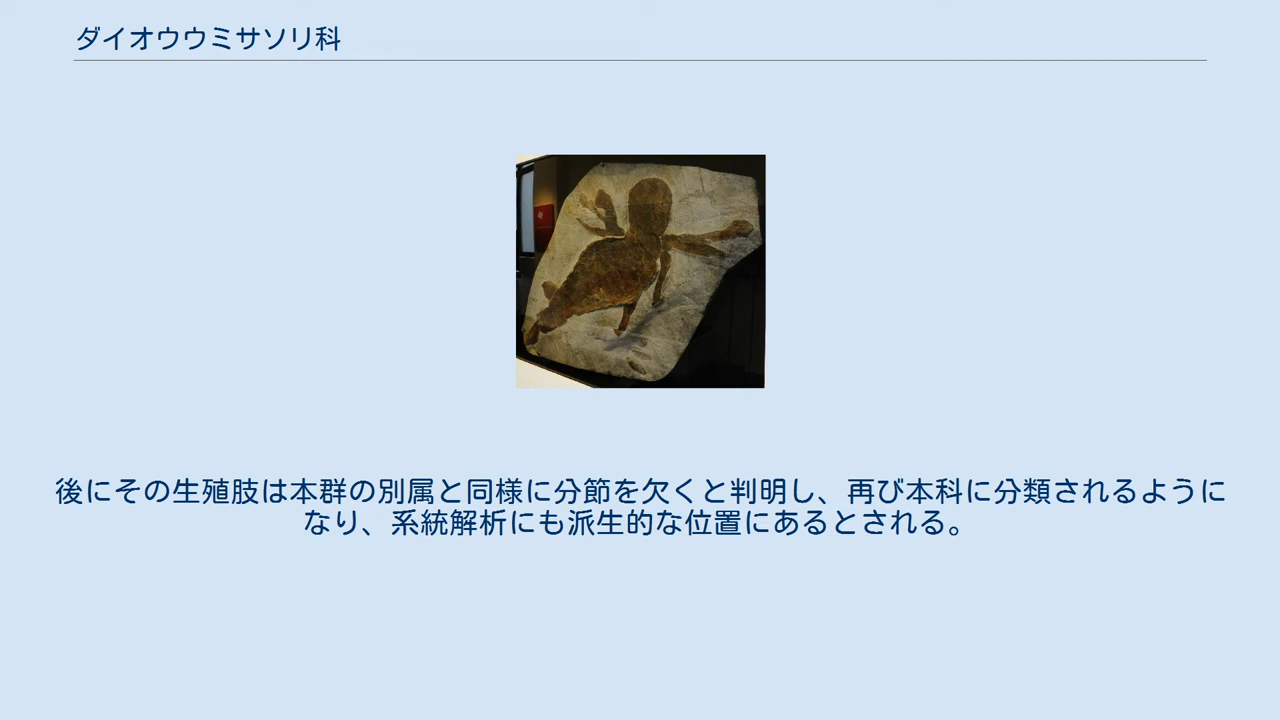 ダイオウウミサソリ科
後にその生殖肢は本群の別属と同様に分節を欠くと判明し、再び本科に分類されるように
なり、系統解析にも派生的な位置にあるとされる。